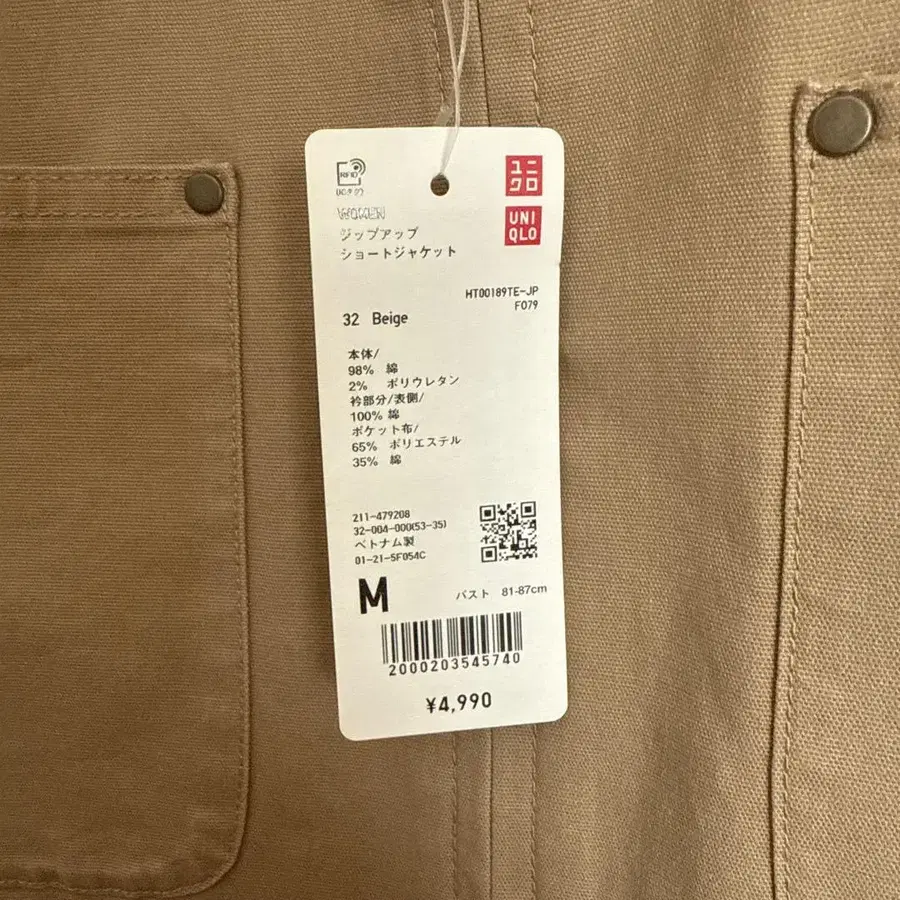 RFID
ユニ
クロ
WOMEN
UNI
QLO
ジップアップ
ショートジャケット
HT00189TE-JP
F079
32 Beige
本体/
98% 綿
2% ポリウレタン
衿部分/表側/
100% 綿
ポケット布/
65% ポリエステル
35% 綿
211-479208
32-004-000(53-35)
ベトナム製
01-21-5F054C
M
バスト 81-87cm
2000203545740
¥4,990